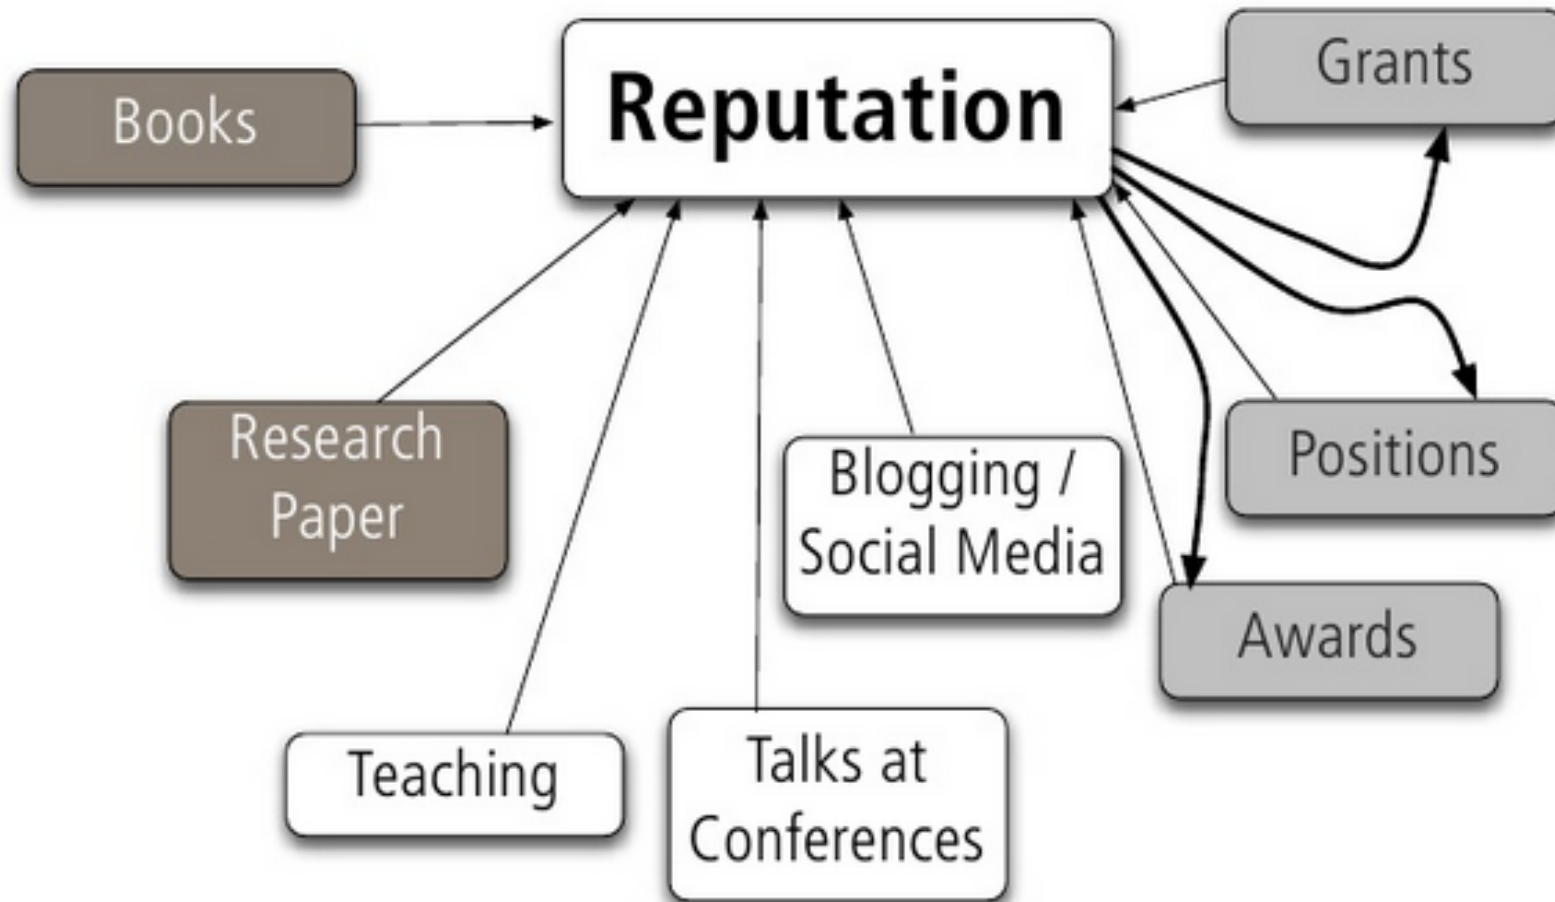 Reputation
Grants
Books
Research
Paper
Blogging /
Social Media
Positions
Awards
Teaching
Talks at
Conferences